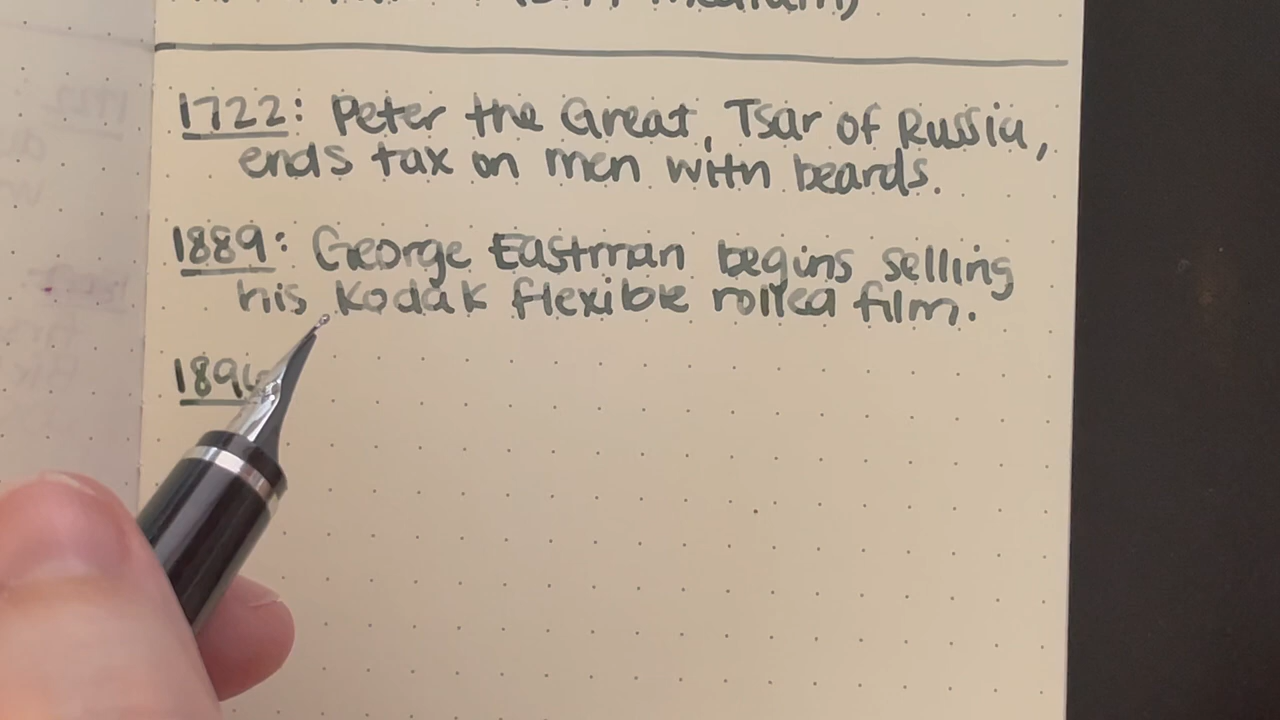 1722: Peter the Great, Tsar of Russia,
ends tax on men with beards.
1889: George Eastman begins selling
his Kodak flexible rolled film.